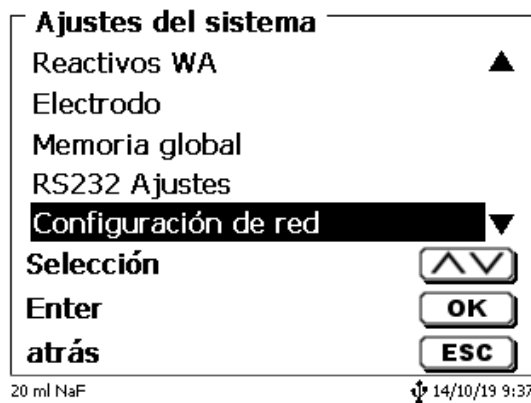 Ajustes del sistema
Reactivos WA
Electrodo
Memoria global
RS232 Ajustes
Configuración de red
Selección
Enter OK
atrás ESC
20 ml NaF 14/10/19 9:37